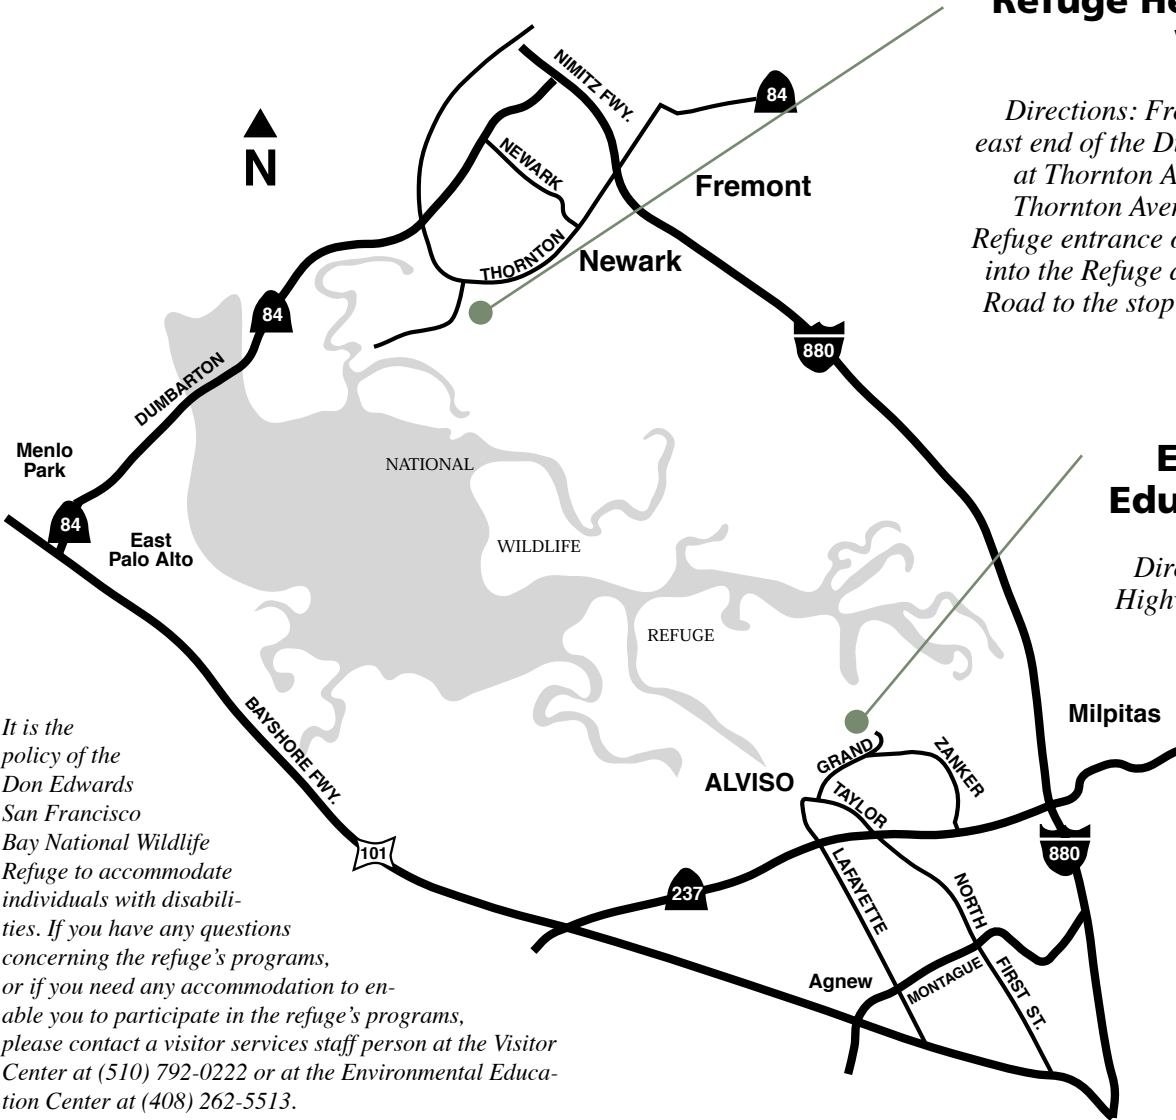 Refuge He
Directions: Fro
east end of the Du
at Thornton A
Thornton Aven
Refuge entrance o
into the Refuge a
Road to the stop
N
NIMITZ FWY.
84
NEWARK
Fremont
THORNTON
Newark
84
880
DUMBARTON
Menlo
Park
NATIONAL
E
Edu
84
East
Palo Alto
WILDLIFE
Dire
High
REFUGE
Milpitas
BAYSHORE FWY.
ALVISO
GRAND
ZANKER
TAYLOR
880
101
237
LAFAYETTE
NORTH
FIRST ST.
Agnew
MONTAGUE
It is the
policy of the
Don Edwards
San Francisco
Bay National Wildlife
Refuge to accommodate
individuals with disabili-
ties. If you have any questions
concerning the refuge's programs,
or if you need any accommodation to en-
able you to participate in the refuge's programs,
please contact a visitor services staff person at the Visitor
Center at (510) 792-0222 or at the Environmental Educa-
tion Center at (408) 262-5513.